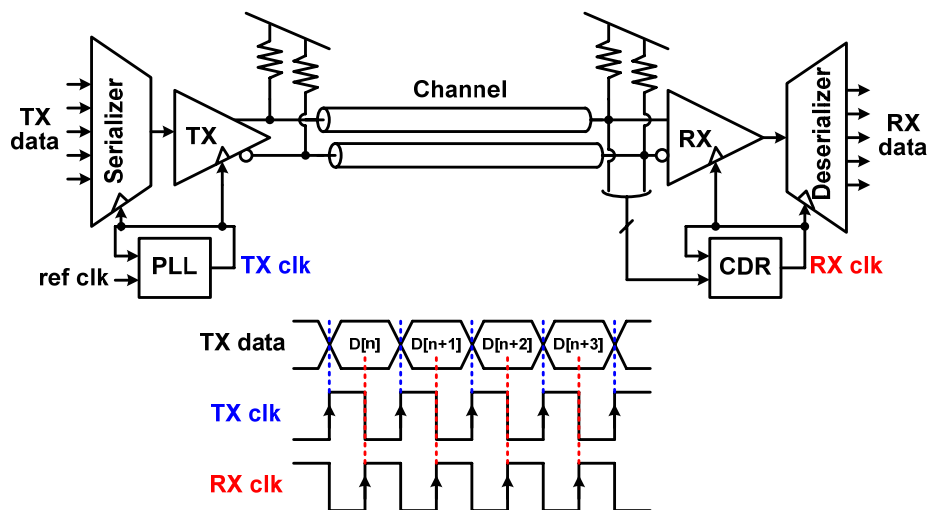 Serializer
TX data
TX
Channel
RX
Deserializer
RX data
ref clk
PLL
TX clk
CDR
RX clk
TX data
D[n]
D[n+1]
D[n+2]
D[n+3]
TX clk
RX clk